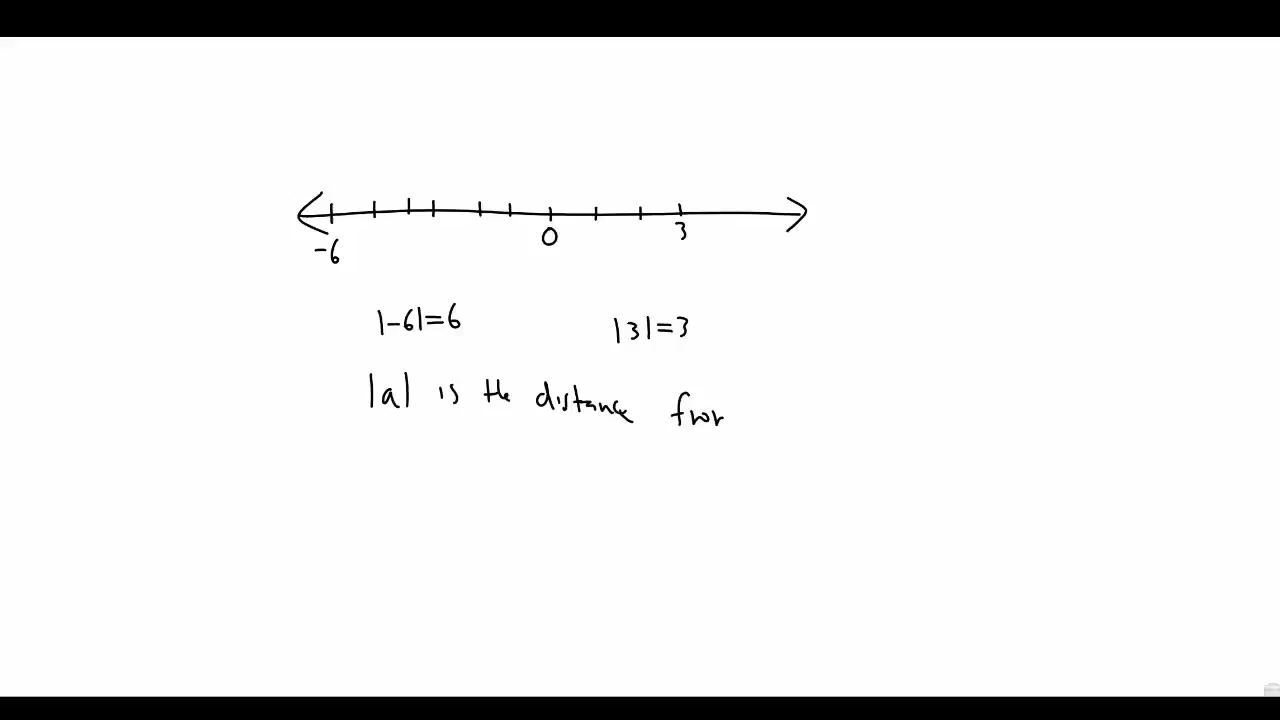 -6 0 3
|-6|=6 |3|=3
|a| is the distance from